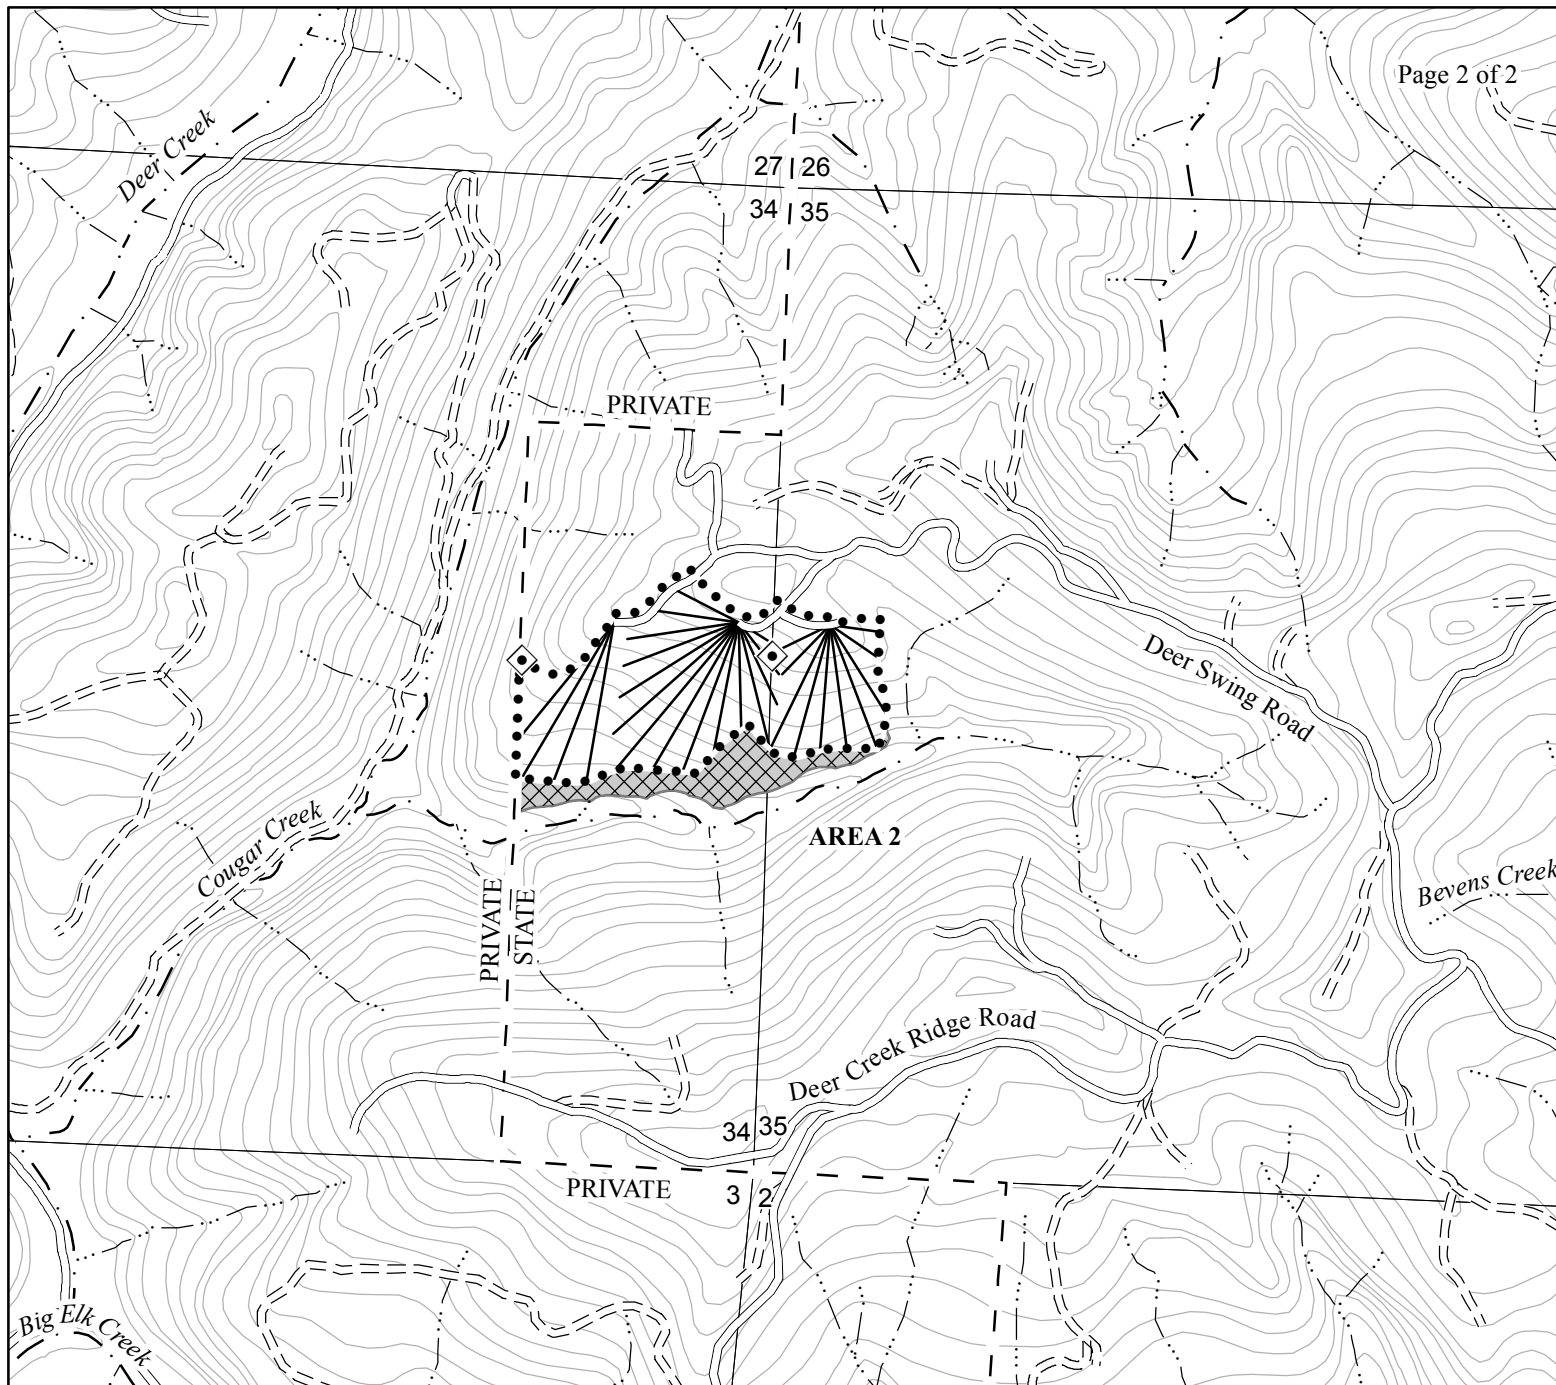 Page 2 of 2
Deer Creek
27 26
34 35
PRIVATE
Deer Swing Road
Cougar Creek
AREA 2
Bevens Creek
PRIVATE
STATE
Deer Creek Ridge Road
34 35
PRIVATE
3 2
Big Elk Creek